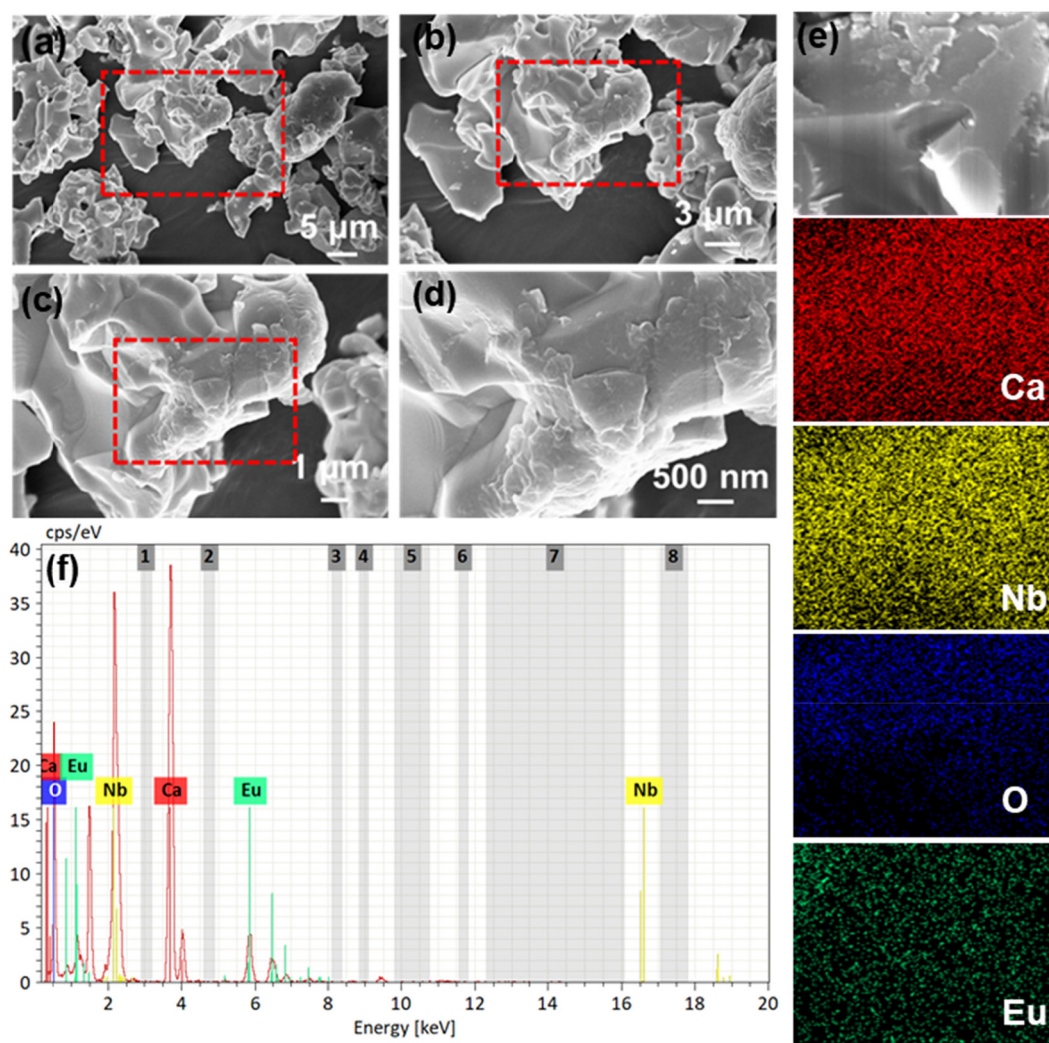 (a)
5 µm
(b)
3 µm
(c)
1 µm
(d)
500 nm
(e)
Ca
Nb
O
Eu
cps/eV
(f)
1 2 3 4 5 6 7 8
40
35
30
25
20
15
10
5
0
Ca Eu
O Nb Ca Eu Nb
2 4 6 8 10 12 14 16 18 20
Energy [keV]